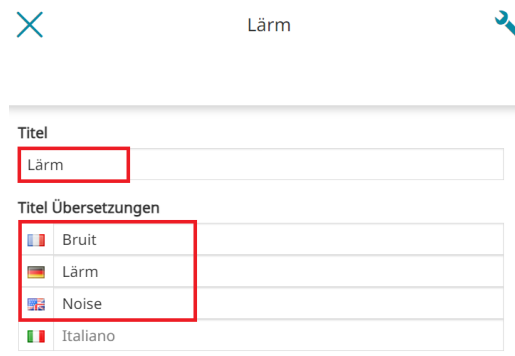 Lärm
Titel
Lärm
Titel Übersetzungen
Bruit
Lärm
Noise
Italiano